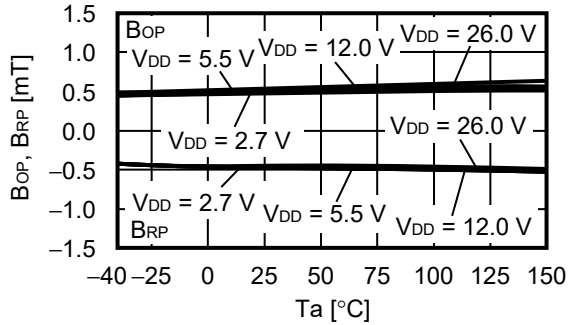 1.5
1.0
0.5
0.0
−0.5
−1.0
−1.5
BOP, BRP [mT]
BOP
VDD = 5.5 V
VDD = 12.0 V
VDD = 26.0 V
VDD = 2.7 V
VDD = 26.0 V
VDD = 2.7 V
VDD = 5.5 V
VDD = 12.0 V
BRP
−40 −25 0 25 50 75 100 125 150
Ta [°C]